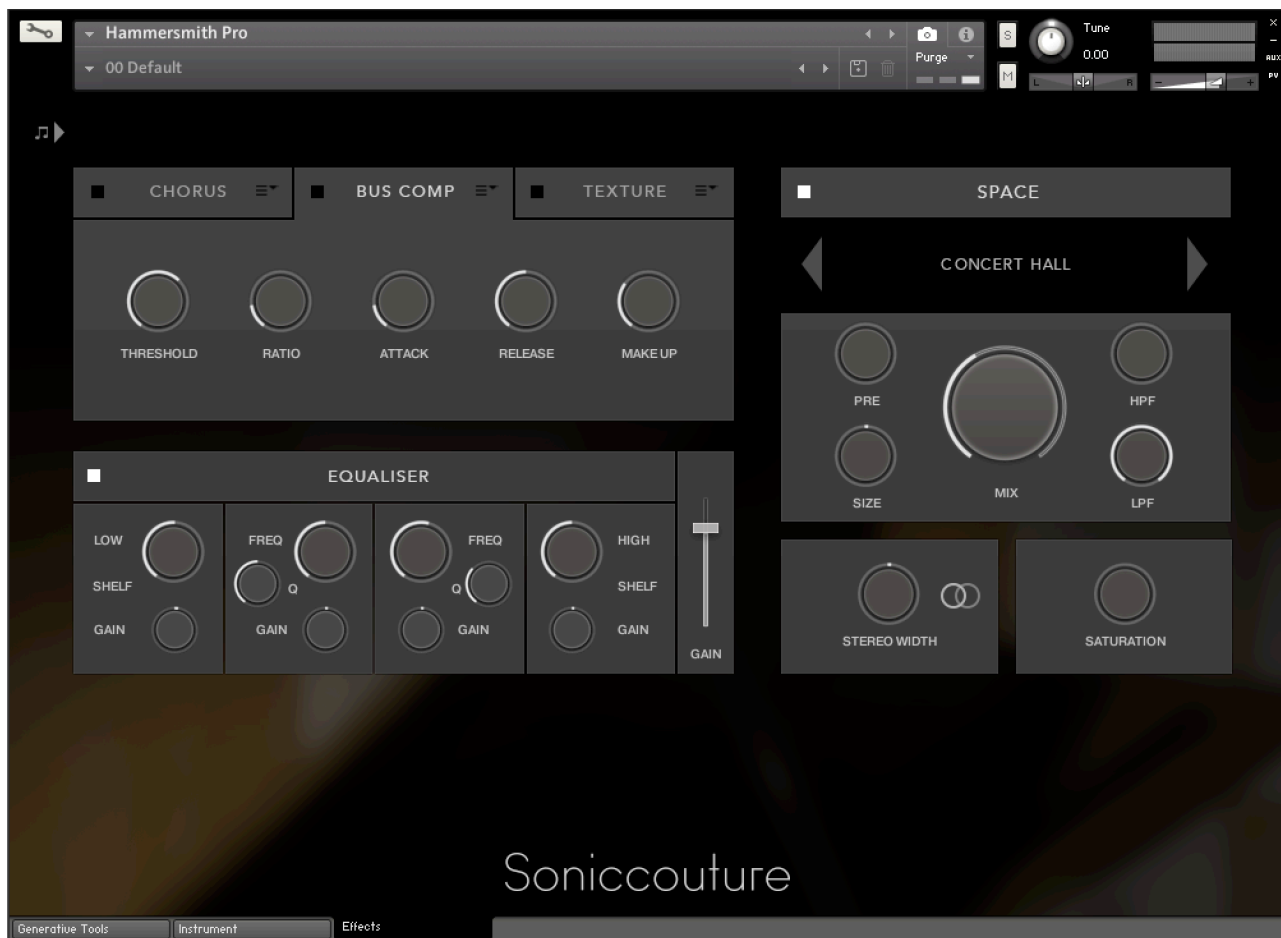 Hammersmith Pro
00 Default
Purge
S
M
Tune
0.00
L R
- +
x
-
AUX
PV
CHORUS
BUS COMP
TEXTURE
THRESHOLD
RATIO
ATTACK
RELEASE
MAKE UP
SPACE
CONCERT HALL
PRE
SIZE
MIX
HPF
LPF
EQUALISER
LOW
SHELF
GAIN
FREQ
Q
GAIN
FREQ
Q
GAIN
HIGH
SHELF
GAIN
GAIN
STEREO WIDTH
SATURATION
Soniccouture
Generative Tools
Instrument
Effects